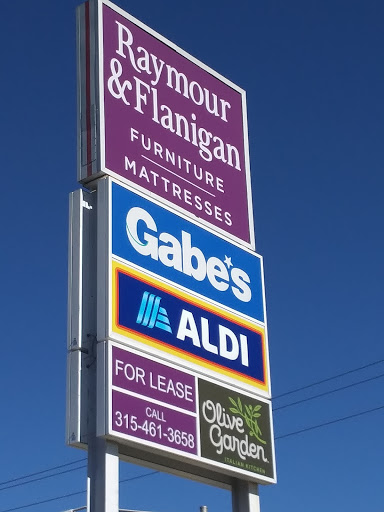 Raymour
& Flanigan
FURNITURE
MATTRESSES
Gabe's
ALDI
FOR LEASE
CALL
315-461-3658
Olive
Garden
ITALIAN KITCHEN